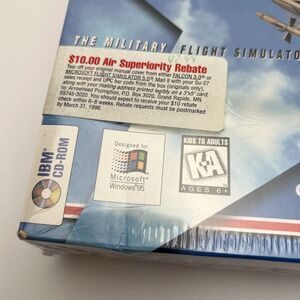 THE MILITARY FLIGHT SIMULATOR
$10.00 Air Superiority Rebate
Tear off your original manual cover from either FALCON 3.0® or
MICROSOFT FLIGHT SIMULATOR 5.0® Mail it with your Su-27
sales receipt and UPC bar code from the box (originals only),
along with your mailing address printed legibly on a 3"x5" card,
to: Arrowhead Promotion, P.O. Box 3020, Grand Rapids, MN
55745-3020. You should expect to receive your $10 rebate
check within 6-8 weeks. Rebate requests must be postmarked
by March 31, 1996.
IBM®
CD-ROM
Designed for
Microsoft®
Windows®95
KIDS TO ADULTS
K-A
AGES 6+